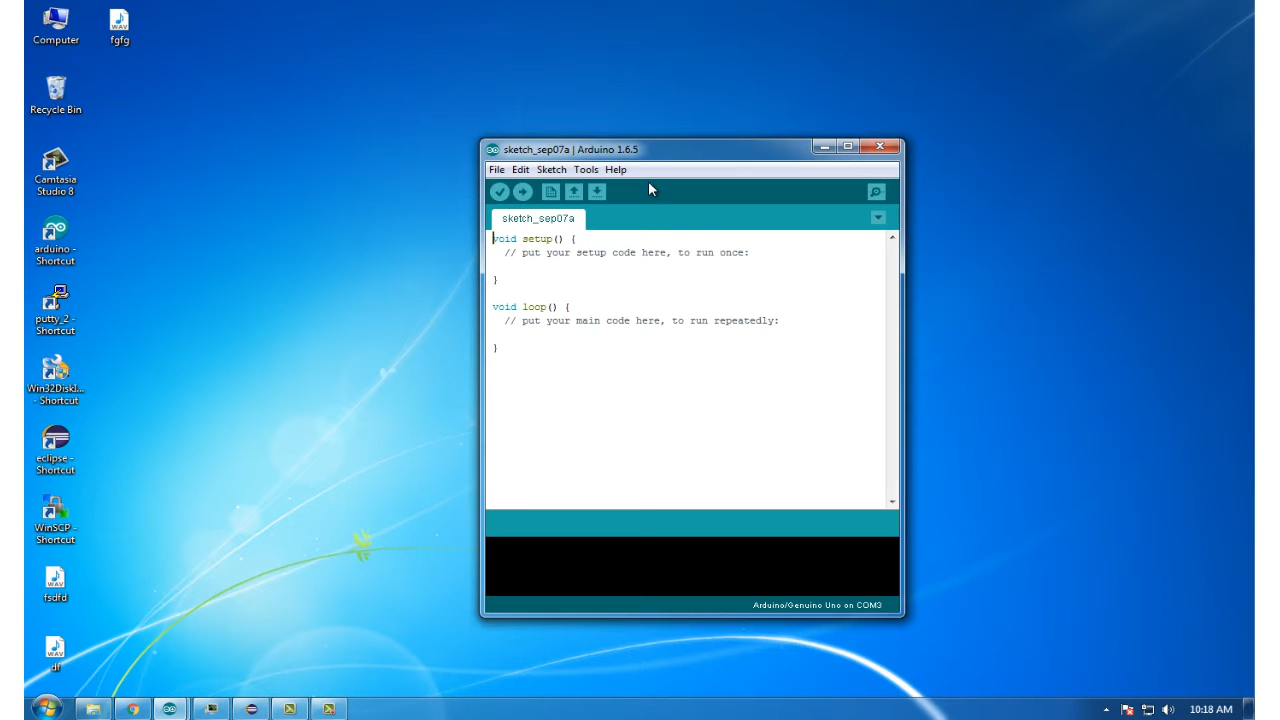 Computer
fgfg
Recycle Bin
Camtasia
Studio 8
arduino -
Shortcut
putty_2 -
Shortcut
Win32DiskI...
- Shortcut
eclipse -
Shortcut
WinSCP -
Shortcut
fsdfd
df
sketch_sep07a | Arduino 1.6.5
File Edit Sketch Tools Help
sketch_sep07a
void setup() {
// put your setup code here, to run once:
}
void loop() {
// put your main code here, to run repeatedly:
}
Arduino/Genuino Uno on COM3
10:18 AM